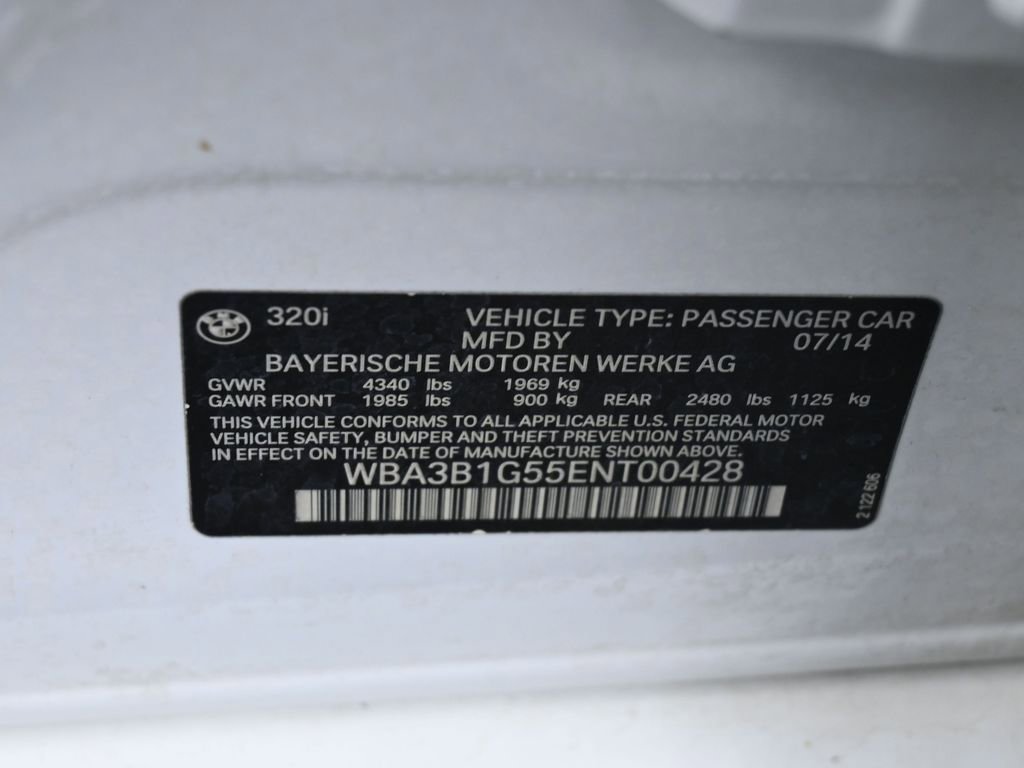 320i VEHICLE TYPE: PASSENGER CAR
MFD BY 07/14
BAYERISCHE MOTOREN WERKE AG
GVWR 4340 lbs 1969 kg
GAWR FRONT 1985 lbs 900 kg REAR 2480 lbs 1125 kg
THIS VEHICLE CONFORMS TO ALL APPLICABLE U.S. FEDERAL MOTOR
VEHICLE SAFETY, BUMPER AND THEFT PREVENTION STANDARDS
IN EFFECT ON THE DATE OF MANUFACTURE SHOWN ABOVE.
WBA3B1G55ENT00428
2 122 606